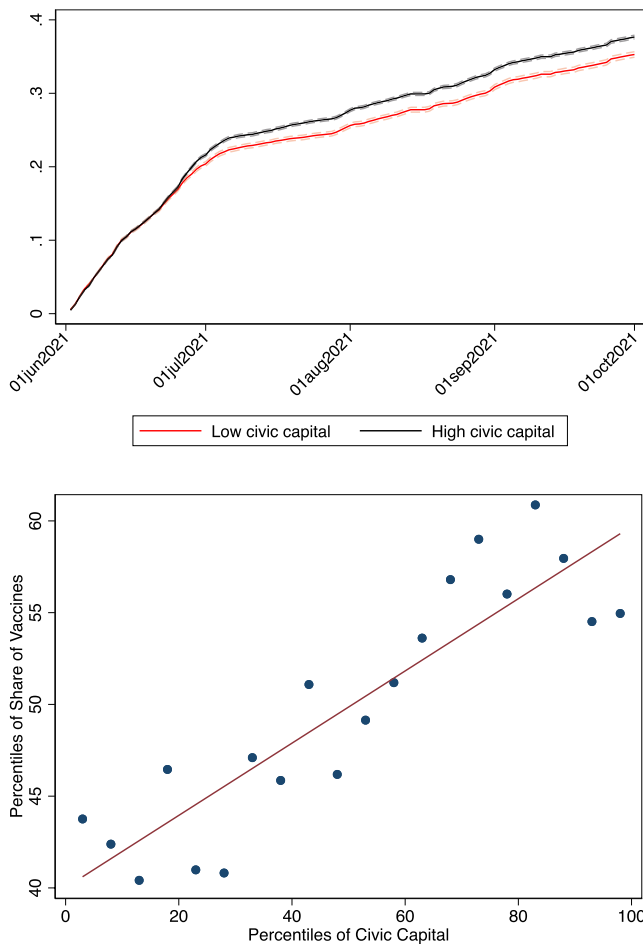 .4
.3
.2
.1
0
01jun2021
01jul2021
01aug2021
01sep2021
01oct2021
Low civic capital
High civic capital
Percentiles of Share of Vaccines
60
55
50
45
40
0
20
40
60
80
100
Percentiles of Civic Capital